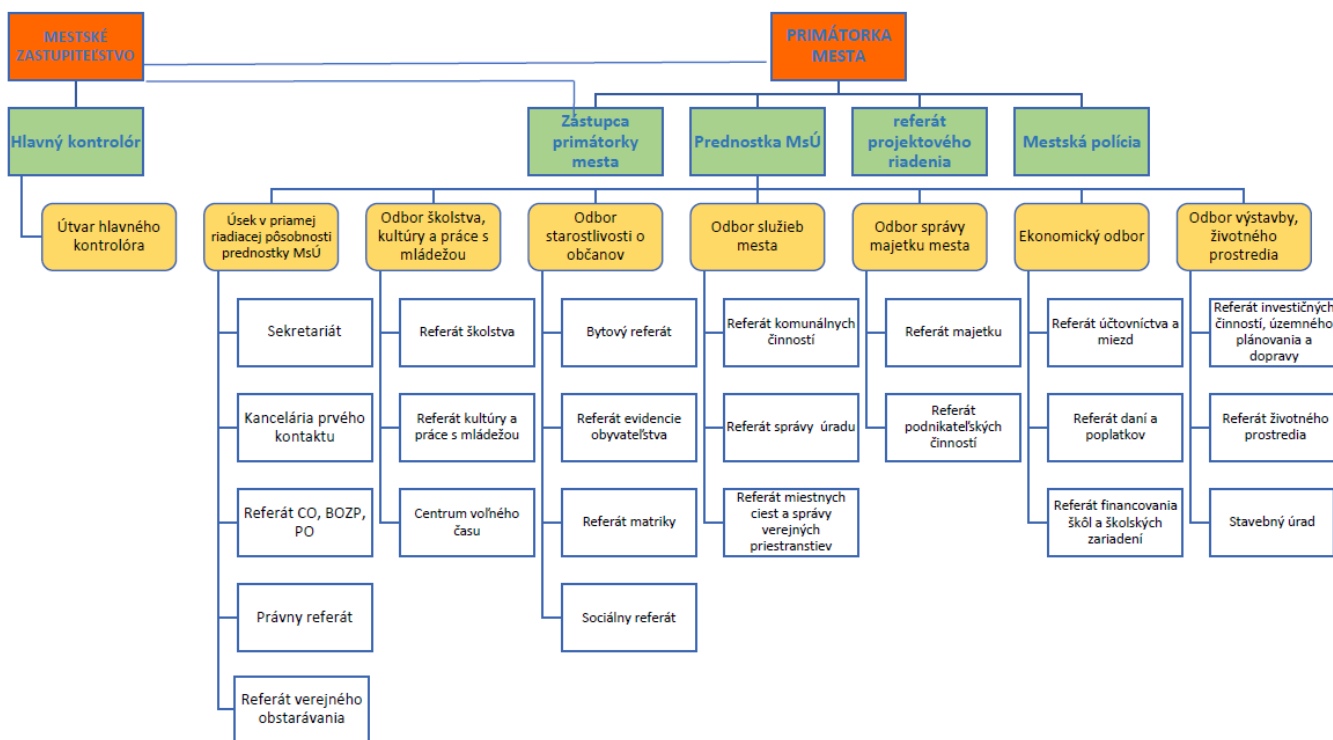 MESTSKÉ
ZASTUPITEĽSTVO
PRIMÁTORKA
MESTA
Hlavný kontrolór
Zástupca
primátorky
mesta
Prednostka MsÚ
referát
projektového
riadenia
Mestská polícia
Útvar hlavného
kontrolóra
Úsek v priamej
riadiacej pôsobnosti
prednostky MsÚ
Odbor školstva,
kultúry a práce s
mládežou
Odbor
starostlivosti o
občanov
Odbor služieb
mesta
Odbor správy
majetku mesta
Ekonomický odbor
Odbor výstavby,
životného
prostredia
Sekretariát
Referát školstva
Bytový referát
Referát komunálnych
činností
Referát majetku
Referát účtovníctva a
miezd
Referát investičných
činností, územného
plánovania a
dopravy
Kancelária prvého
kontaktu
Referát kultúry a
práce s mládežou
Referát evidencie
obyvateľstva
Referát správy úradu
Referát
podnikateľských
činností
Referát daní a
poplatkov
Referát životného
prostredia
Referát CO, BOZP,
PO
Centrum voľného
času
Referát matriky
Referát miestnych
ciest a správy
verejných
priestranstiev
Referát financovania
škôl a školských
zariadení
Stavebný úrad
Právny referát
Sociálny referát
Referát verejného
obstarávania